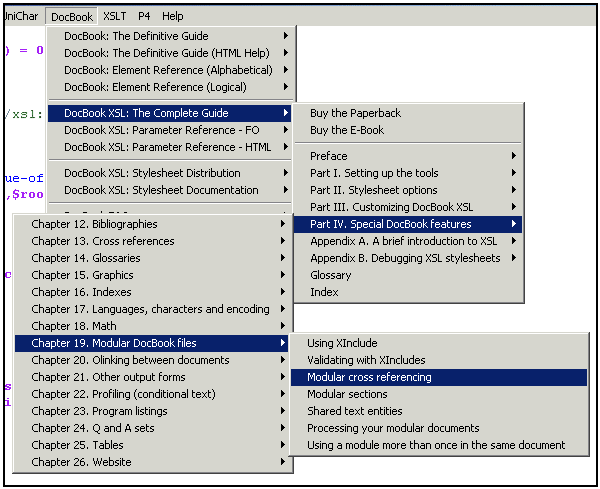 UniChar DocBook XSLT P4 Help
) = 0
DocBook: The Definitive Guide
DocBook: The Definitive Guide (HTML Help)
DocBook: Element Reference (Alphabetical)
DocBook: Element Reference (Logical)
/xsl:
DocBook XSL: The Complete Guide
DocBook XSL: Parameter Reference - FO
DocBook XSL: Parameter Reference - HTML
DocBook XSL: Stylesheet Distribution
DocBook XSL: Stylesheet Documentation
ue-of
,$roo
Buy the Paperback
Buy the E-Book
Preface
Part I. Setting up the tools
Part II. Stylesheet options
Part III. Customizing DocBook XSL
Part IV. Special DocBook features
Appendix A. A brief introduction to XSL
Appendix B. Debugging XSL stylesheets
Glossary
Index
Chapter 12. Bibliographies
Chapter 13. Cross references
Chapter 14. Glossaries
Chapter 15. Graphics
Chapter 16. Indexes
Chapter 17. Languages, characters and encoding
Chapter 18. Math
Chapter 19. Modular DocBook files
Chapter 20. Olinking between documents
Chapter 21. Other output forms
Chapter 22. Profiling (conditional text)
Chapter 23. Program listings
Chapter 24. Q and A sets
Chapter 25. Tables
Chapter 26. Website
c
s
i
Using XInclude
Validating with XIncludes
Modular cross referencing
Modular sections
Shared text entities
Processing your modular documents
Using a module more than once in the same document